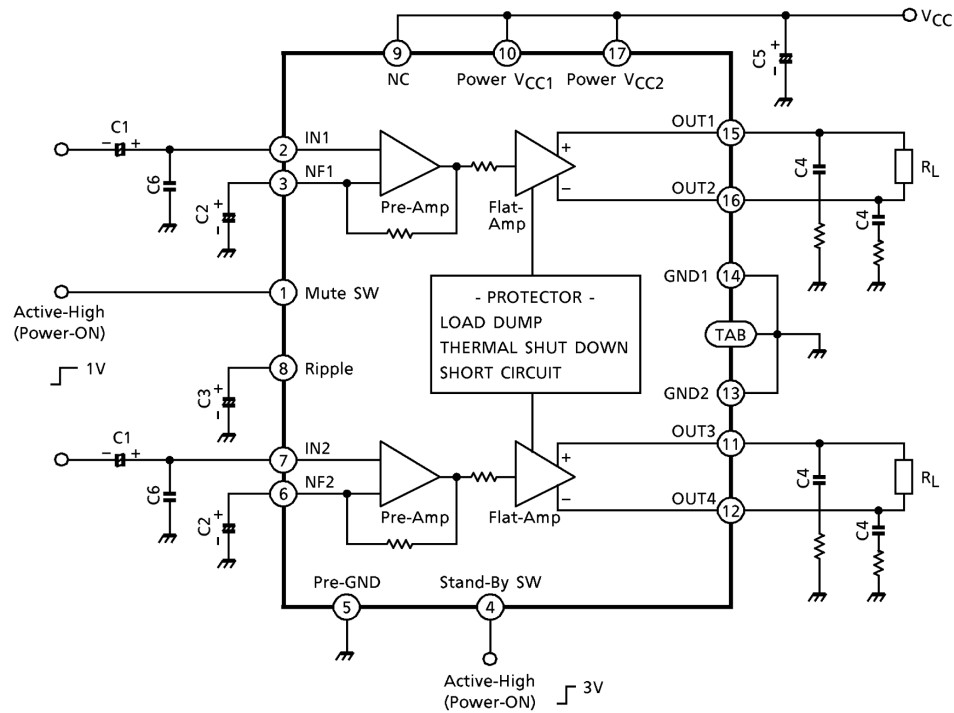 VCC
9
10
17
NC
Power VCC1
Power VCC2
C5
+
-
C1
- +
2
IN1
C6
3
NF1
C2
+
-
Pre-Amp
Flat-
Amp
+
-
OUT1
15
OUT2
16
C4
C4
RL
1
Mute SW
Active-High
(Power-ON)
1V
8
Ripple
C3
+
-
- PROTECTOR -
LOAD DUMP
THERMAL SHUT DOWN
SHORT CIRCUIT
GND1
14
TAB
GND2
13
C1
- +
7
IN2
C6
6
NF2
C2
+
-
Pre-Amp
Flat-Amp
+
-
OUT3
11
OUT4
12
C4
C4
RL
Pre-GND
5
Stand-By SW
4
Active-High
(Power-ON)
3V